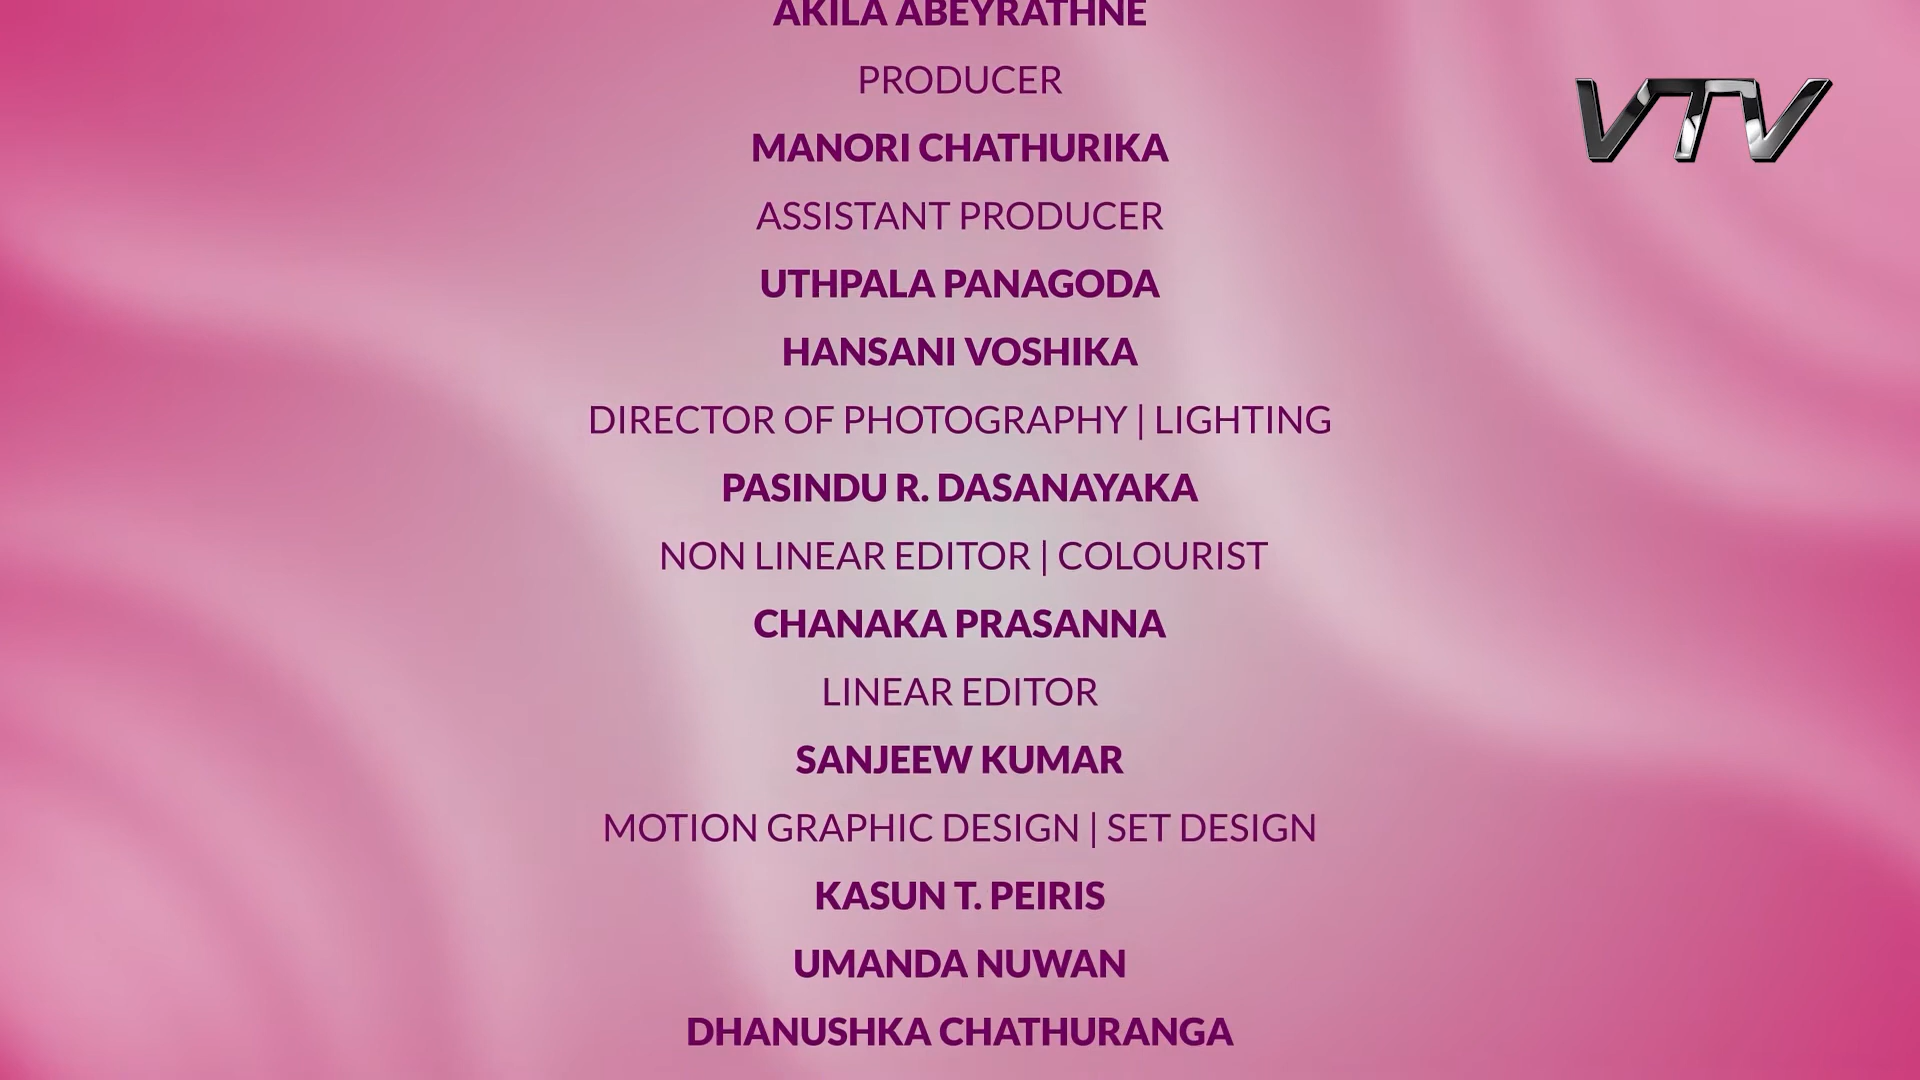 AKILA ABEYRATHNE
PRODUCER
VTV
MANORI CHATHURIKA
ASSISTANT PRODUCER
UTHPALA PANAGODA
HANSANI VOSHIKA
DIRECTOR OF PHOTOGRAPHY | LIGHTING
PASINDU R. DASANAYAKA
NON LINEAR EDITOR | COLOURIST
CHANAKA PRASANNA
LINEAR EDITOR
SANJEEW KUMAR
MOTION GRAPHIC DESIGN | SET DESIGN
KASUN T. PEIRIS
UMANDA NUWAN
DHANUSHKA CHATHURANGA